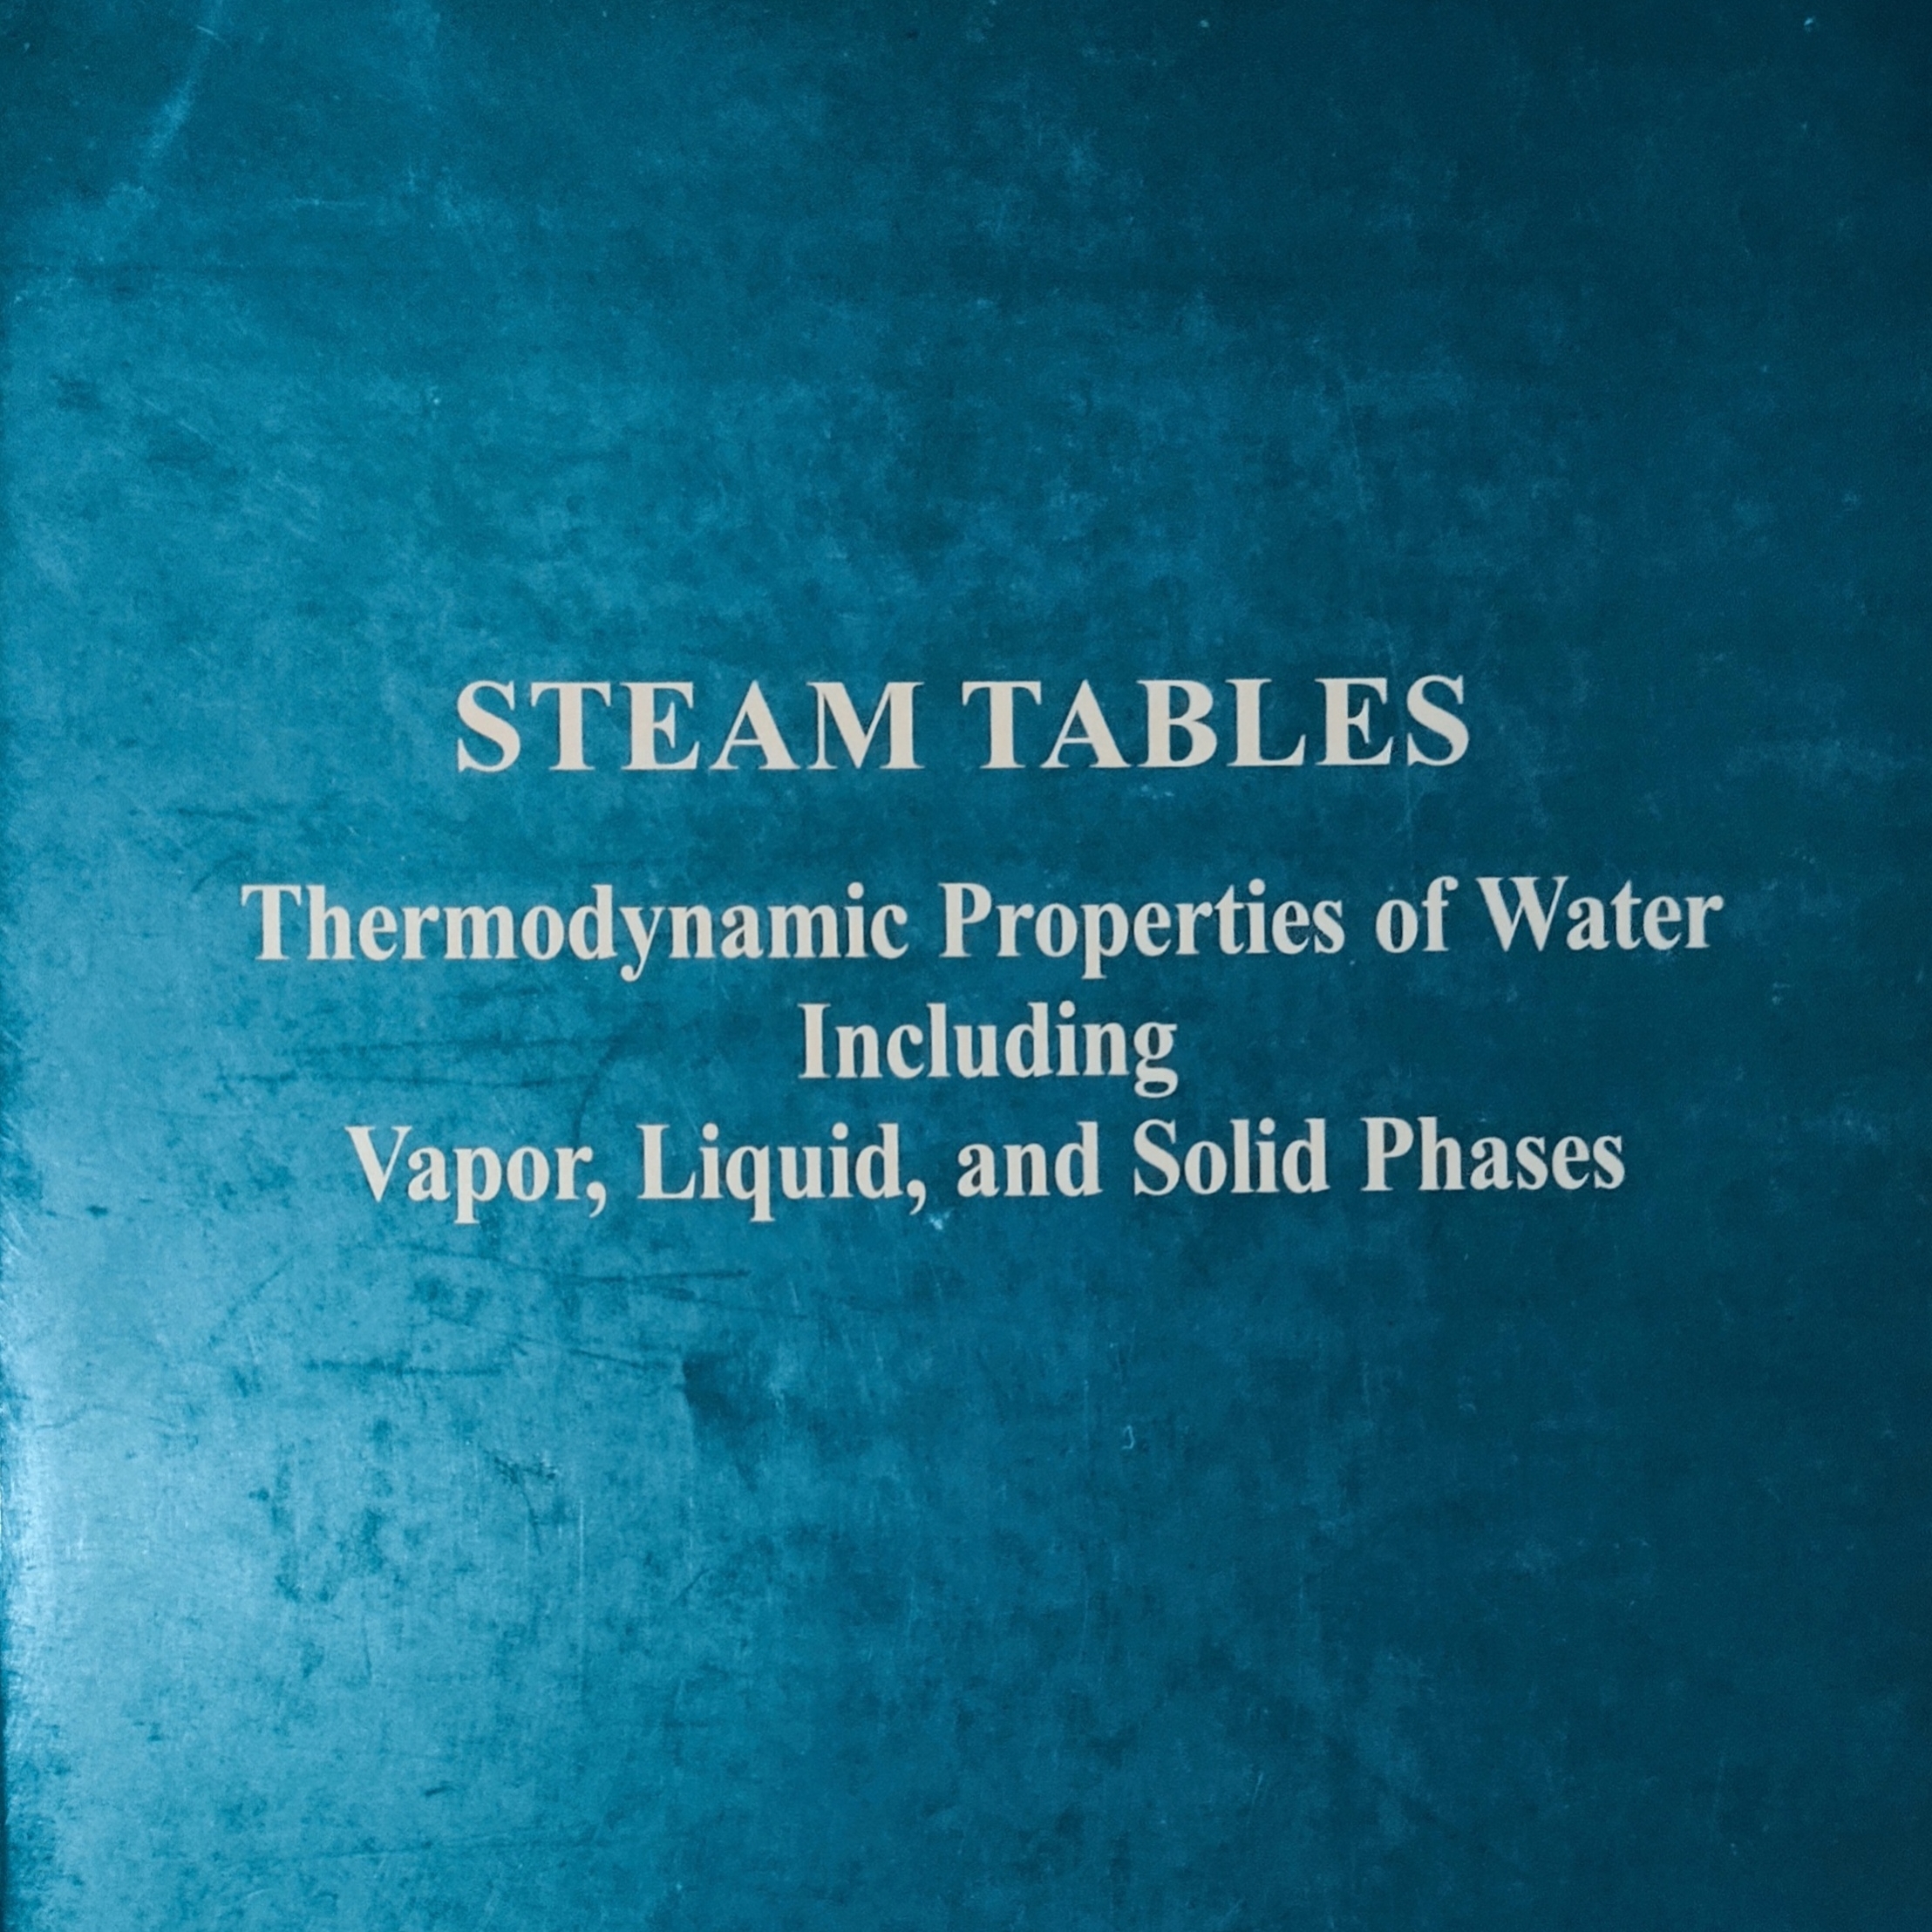 STEAM TABLES
Thermodynamic Properties of Water
Including
Vapor, Liquid, and Solid Phases